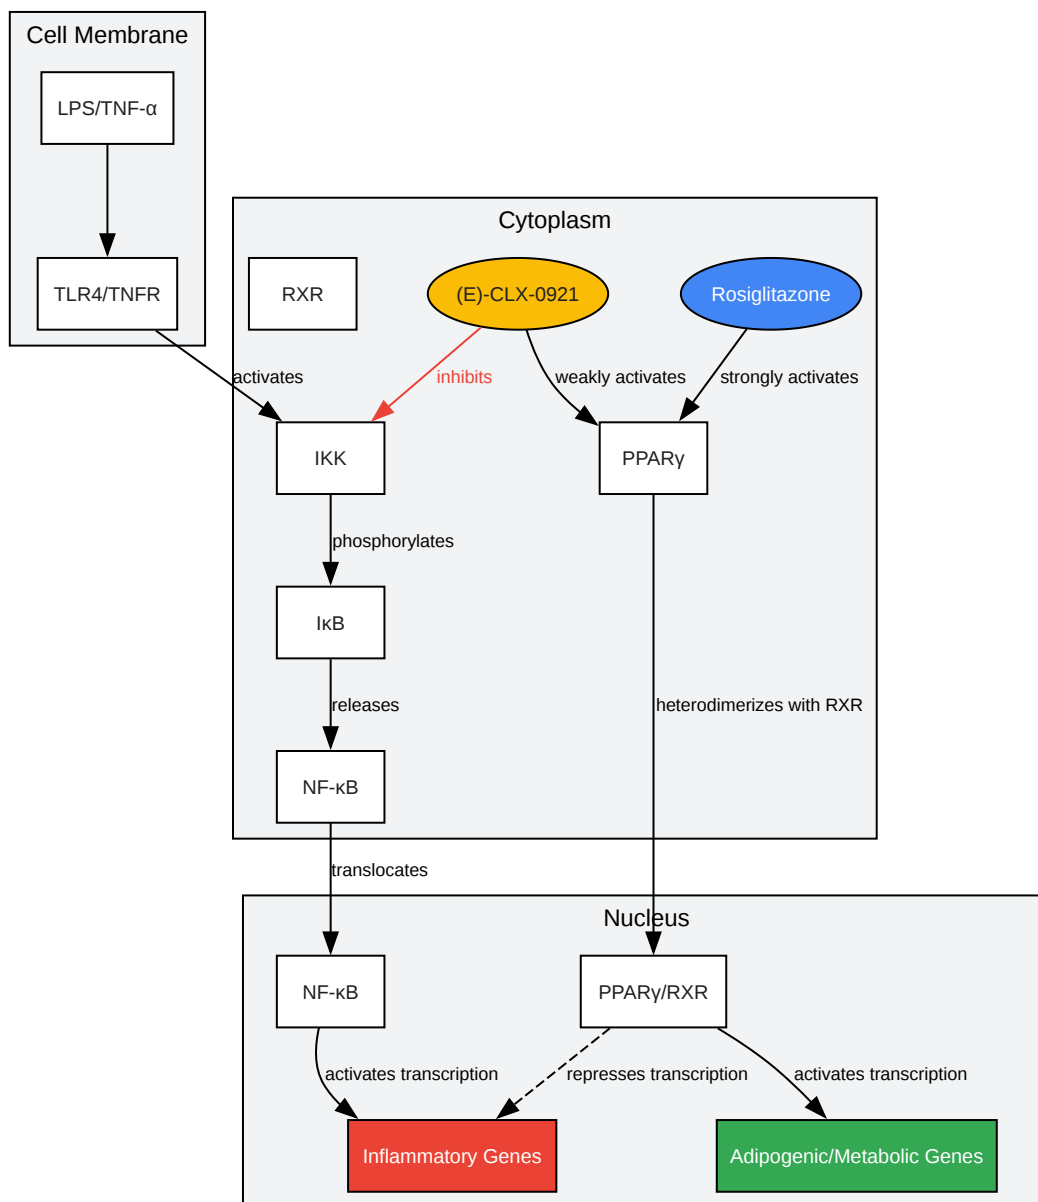 Cell Membrane
LPS/TNF-α
TLR4/TNFR
Cytoplasm
RXR
(E)-CLX-0921
Rosiglitazone
activates
inhibits
weakly activates
strongly activates
IKK
PPARγ
phosphorylates
IκB
releases
heterodimerizes with RXR
NF-κB
translocates
Nucleus
NF-κB
PPARγ/RXR
activates transcription
represses transcription
activates transcription
Inflammatory Genes
Adipogenic/Metabolic Genes